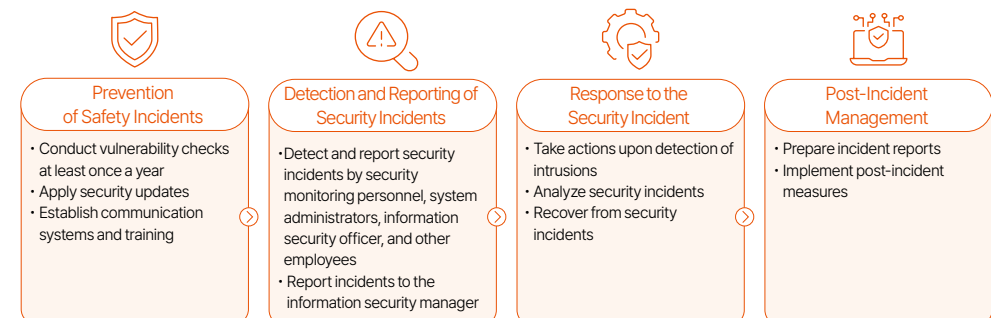 Prevention
of Safety Incidents
• Conduct vulnerability checks
at least once a year
• Apply security updates
• Establish communication
systems and training
Detection and Reporting of
Security Incidents
•Detect and report security
incidents by security
monitoring personnel, system
administrators, information
security officer, and other
employees
• Report incidents to the
information security manager
Response to the
Security Incident
• Take actions upon detection of
intrusions
• Analyze security incidents
• Recover from security
incidents
Post-Incident
Management
• Prepare incident reports
• Implement post-incident
measures